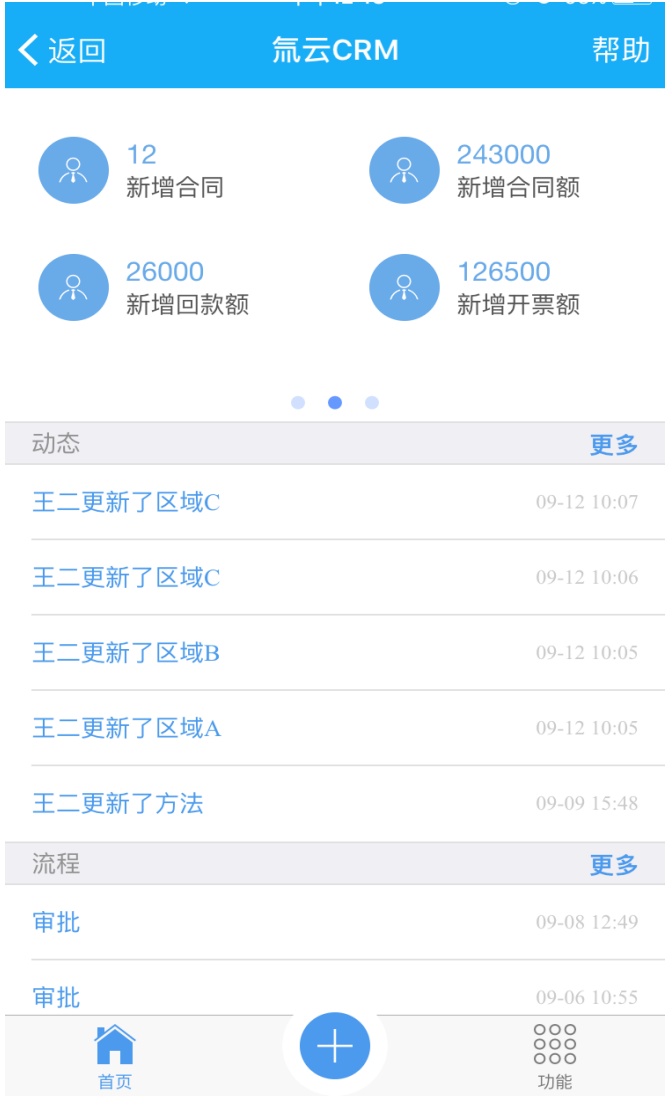 返回
氚云CRM
帮助
12
新增合同
243000
新增合同额
26000
新增回款额
126500
新增开票额
动态
更多
王二更新了区域C
09-12 10:07
王二更新了区域C
09-12 10:06
王二更新了区域B
09-12 10:05
王二更新了区域A
09-12 10:05
王二更新了方法
09-09 15:48
流程
更多
审批
09-08 12:49
审批
09-06 10:55
首页
功能